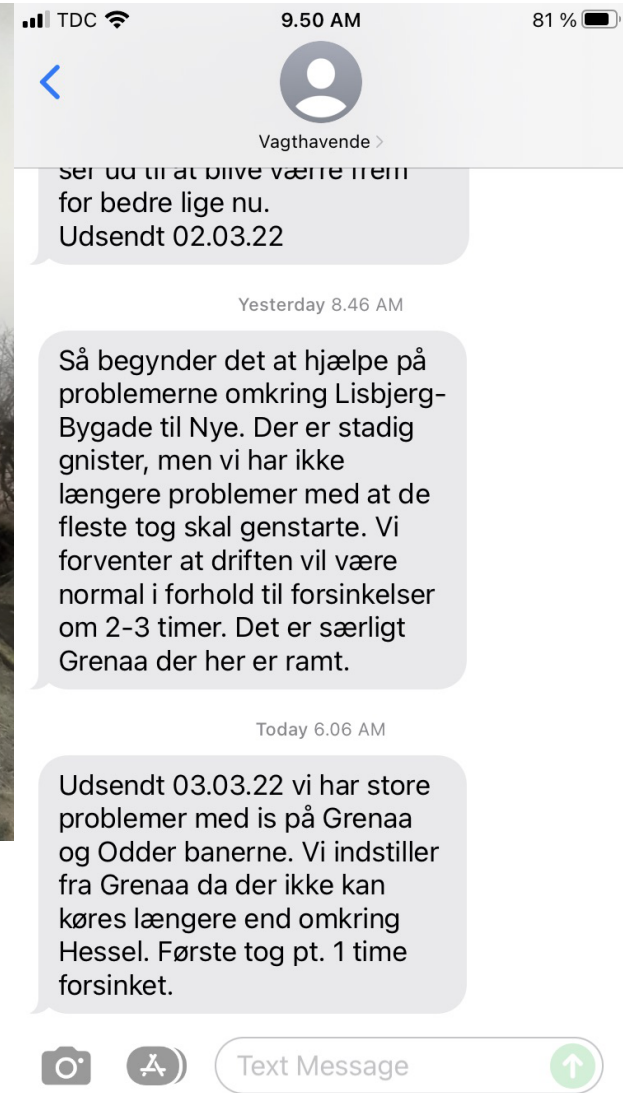 TDC 9.50 AM 81 %
Vagthavende
ser ud til at blive værre frem
for bedre lige nu.
Udsendt 02.03.22
Yesterday 8.46 AM
Så begynder det at hjælpe på
problemerne omkring Lisbjerg-
Bygade til Nye. Der er stadig
gnister, men vi har ikke
længere problemer med at de
fleste tog skal genstarte. Vi
forventer at driften vil være
normal i forhold til forsinkelser
om 2-3 timer. Det er særligt
Grenaa der her er ramt.
Today 6.06 AM
Udsendt 03.03.22 vi har store
problemer med is på Grenaa
og Odder banerne. Vi indstiller
fra Grenaa da der ikke kan
køres længere end omkring
Hessel. Første tog pt. 1 time
forsinket.
Text Message